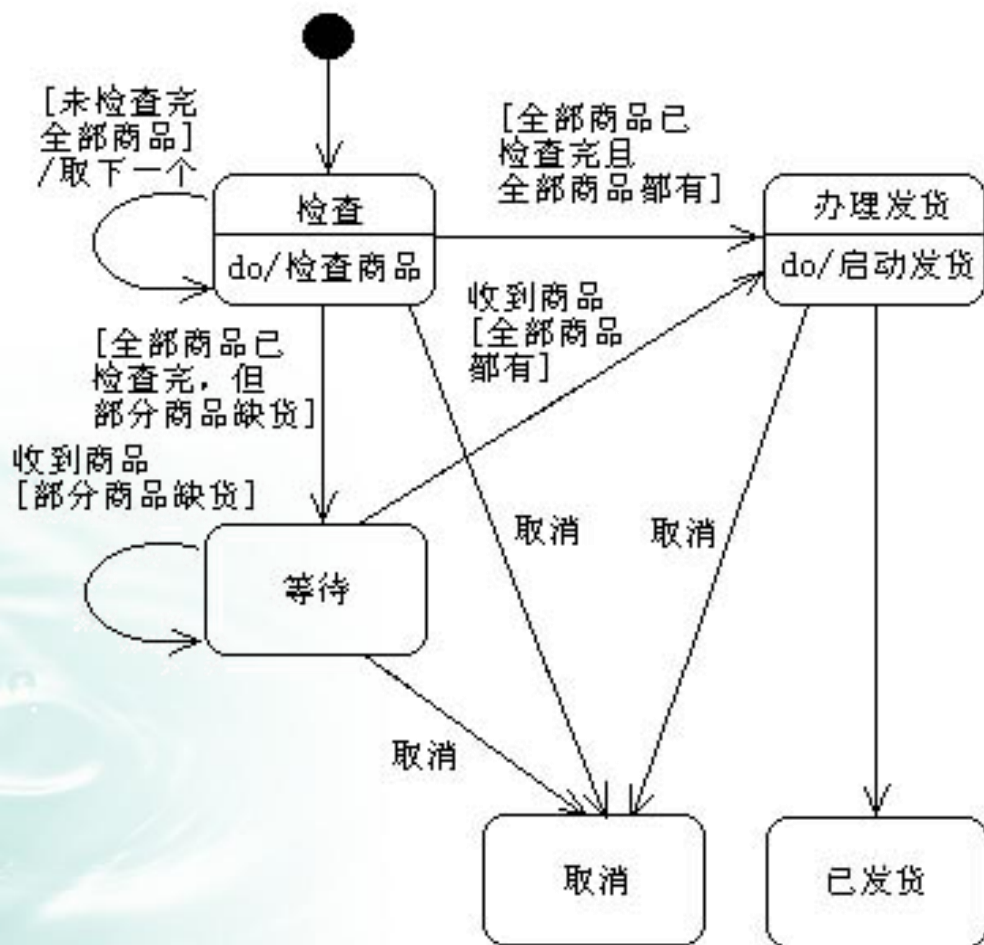 [未检查完
全部商品]
/取下一个
[全部商品已
检查完且
全部商品都有]
检查
do/检查商品
办理发货
do/启动发货
收到商品
[全部商品
都有]
[全部商品已
检查完，但
部分商品缺货]
收到商品
[部分商品缺货]
等待
取消
取消
取消
取消
已发货